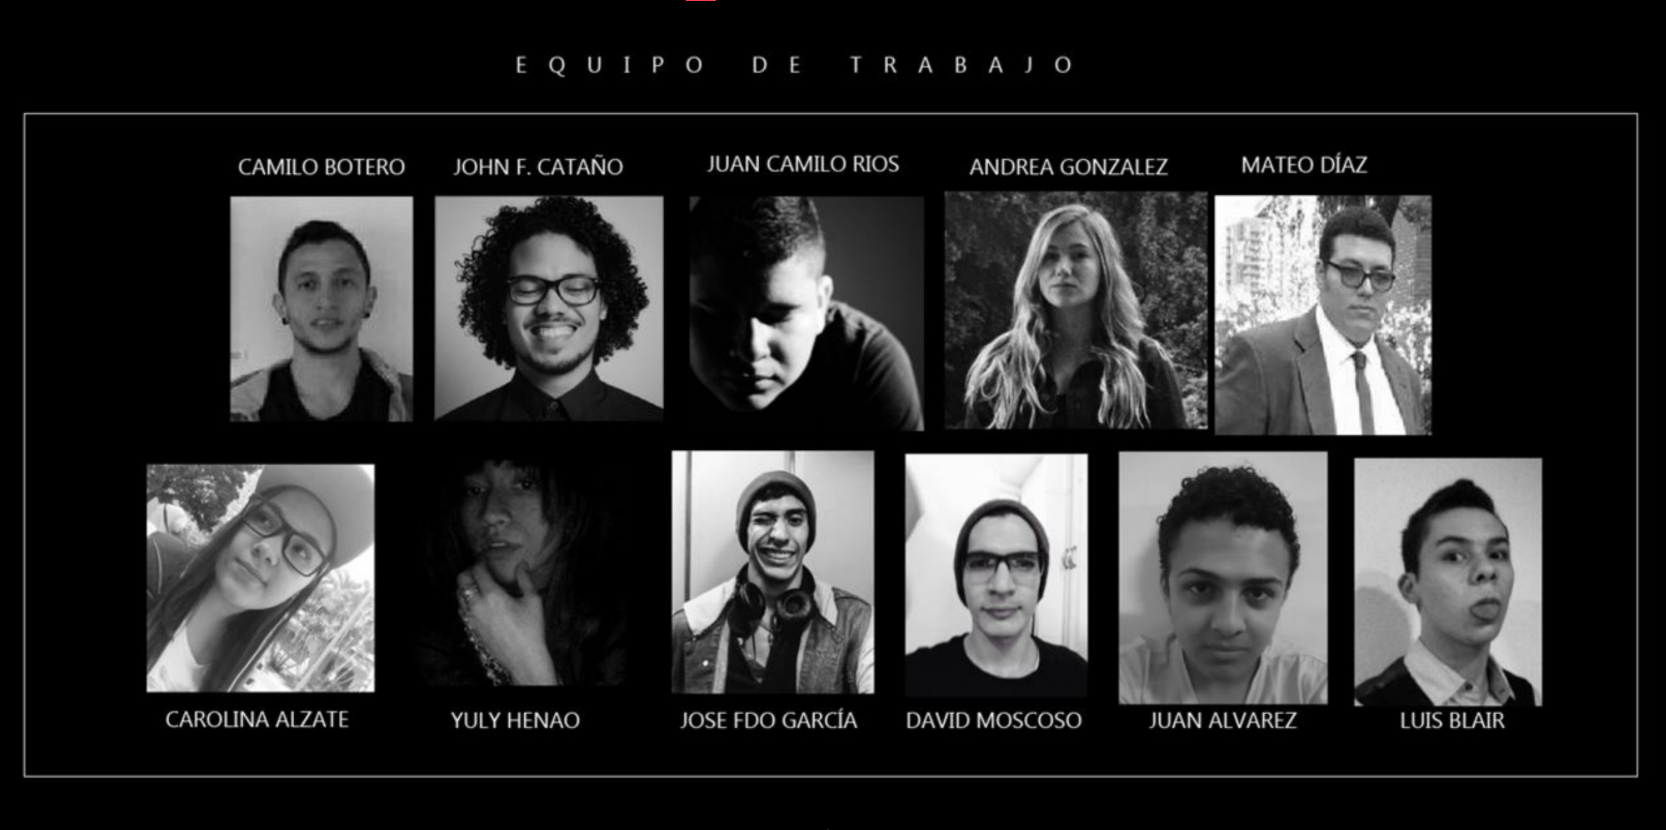 EQUIPO DE TRABAJO
CAMILO BOTERO
JOHN F. CATAÑO
JUAN CAMILO RIOS
ANDREA GONZALEZ
MATEO DÍAZ
CAROLINA ALZATE
YULY HENAO
JOSE FDO GARCÍA
DAVID MOSCOSO
JUAN ALVAREZ
LUIS BLAIR